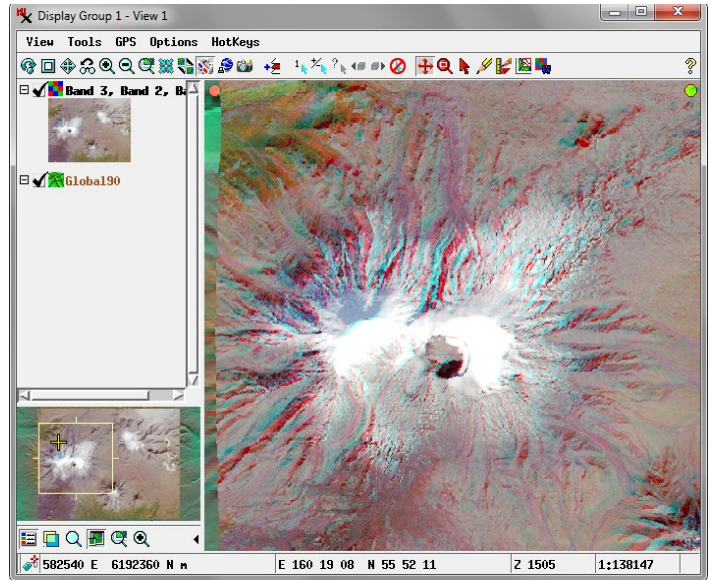 Display Group 1 - View 1
View Tools GPS Options HotKeys
Band 3, Band 2, Ba
Global90
582540 E 6192360 N m
E 160 19 08 N 55 52 11
Z 1505
1:138147